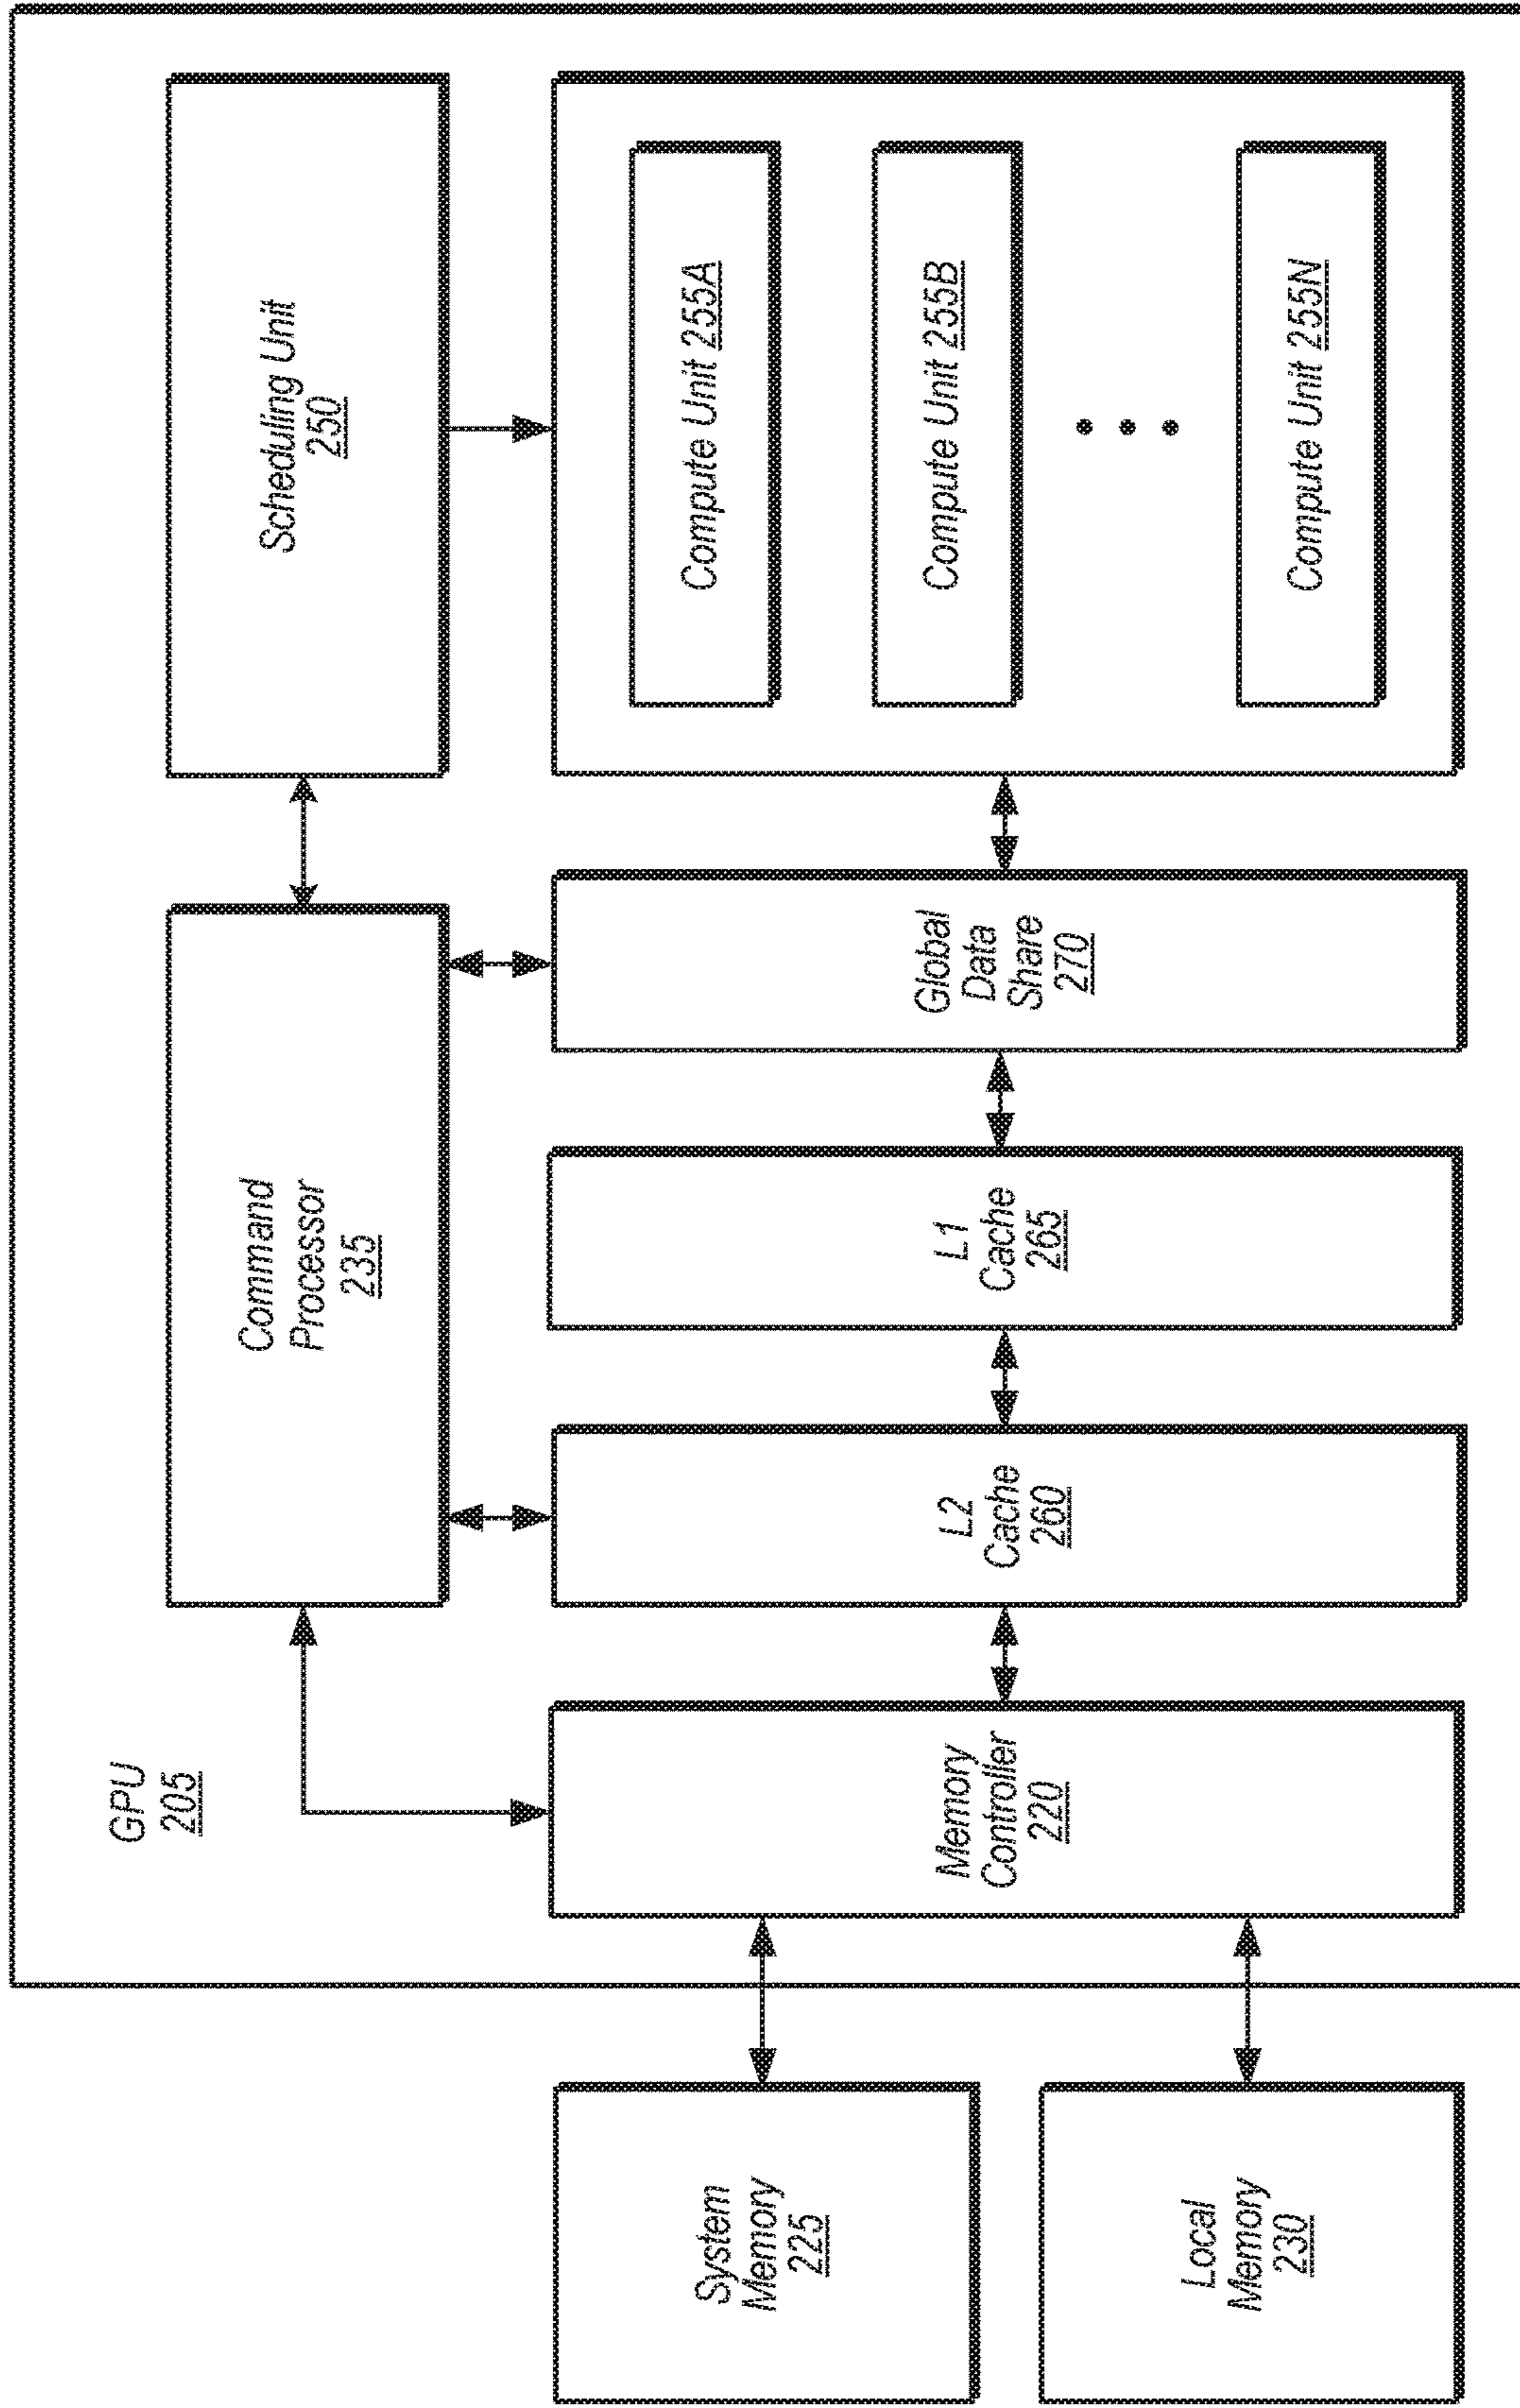 GPU
205
Command
Processor
235
Scheduling Unit
250
System
Memory
225
Local
Memory
230
Memory
Controller
220
L2
Cache
260
L1
Cache
265
Global
Data
Share
270
Compute Unit 255A
Compute Unit 255B
Compute Unit 255N